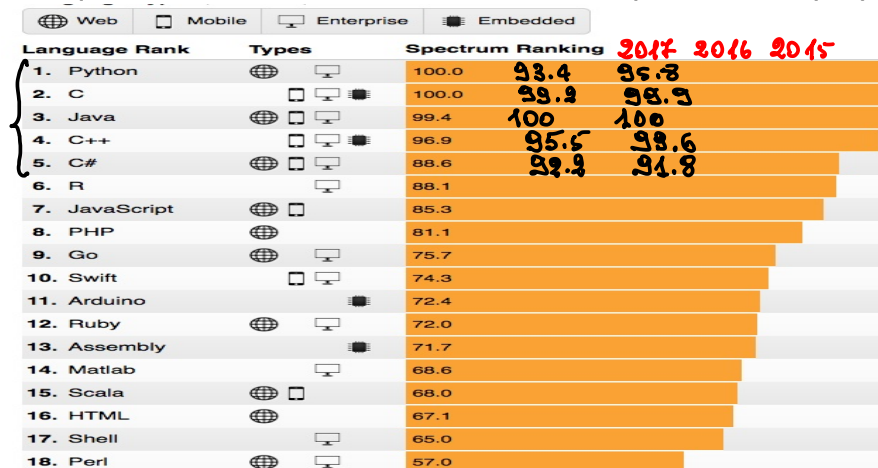 Web Mobile Enterprise Embedded
Language Rank Types Spectrum Ranking 2017 2016 2015
1. Python 100.0 93.4 95.8
2. C 100.0 99.2 99.9
3. Java 99.4 100 100
4. C++ 96.9 95.5 99.6
5. C# 88.6 92.2 91.8
6. R 88.1
7. JavaScript 85.3
8. PHP 81.1
9. Go 75.7
10. Swift 74.3
11. Arduino 72.4
12. Ruby 72.0
13. Assembly 71.7
14. Matlab 68.6
15. Scala 68.0
16. HTML 67.1
17. Shell 65.0
18. Perl 57.0